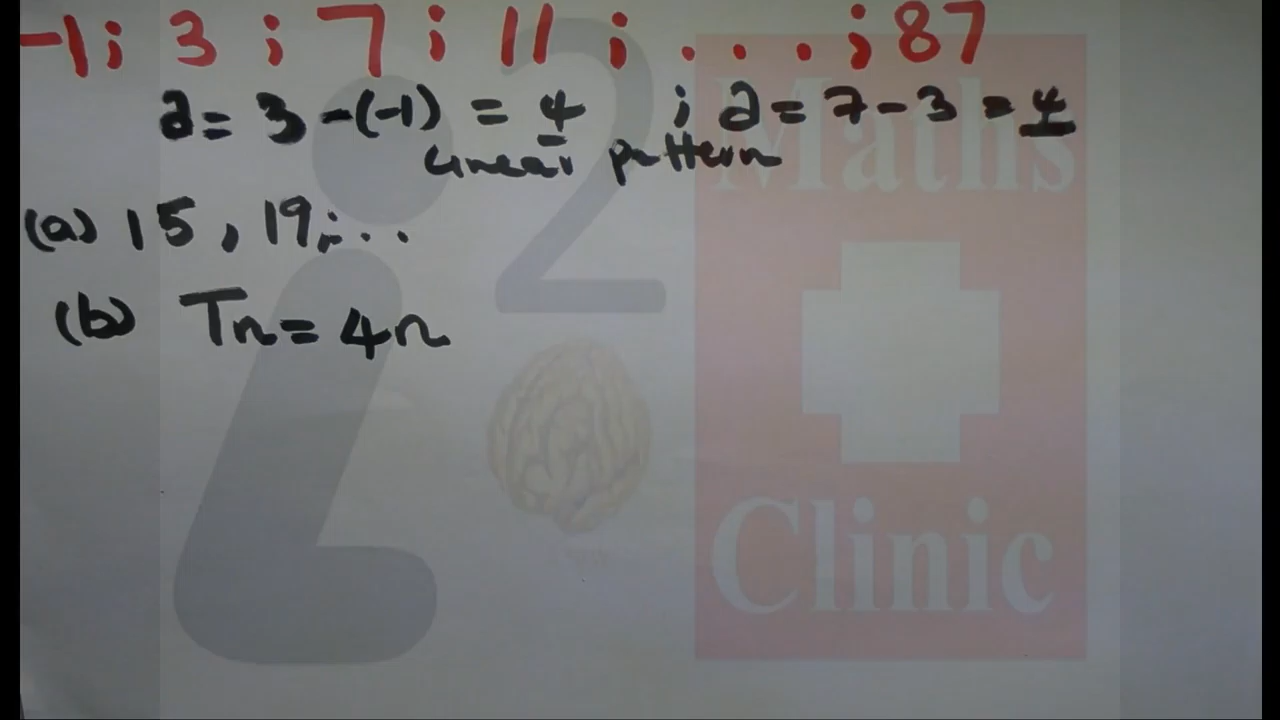 -1; 3; 7; 11; ...; 87
a = 3 -(-1) = 4 ; a = 7 - 3 = 4
linear pattern
(a) 15, 19; ...
(b) Tn = 4n
i2
Maths
Clinic